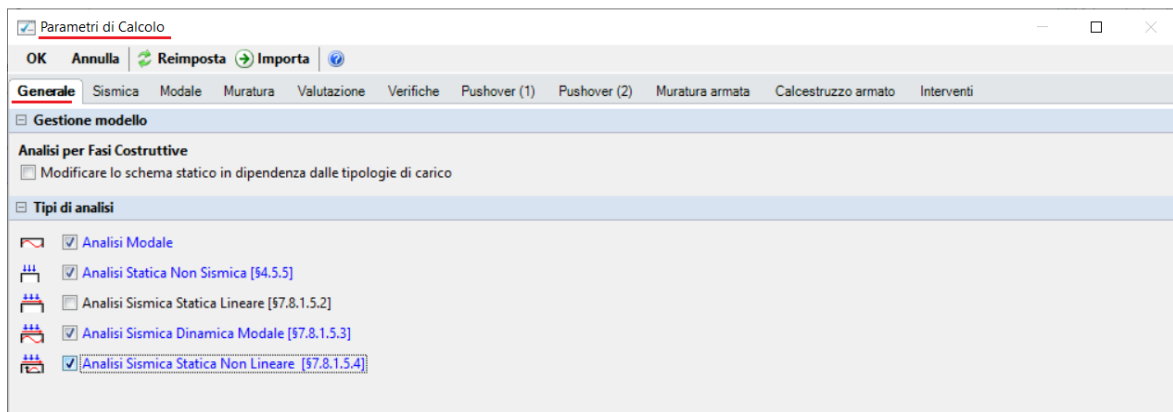 Parametri di Calcolo
OK Annulla Reimposta Importa
Generale Sismica Modale Muratura Valutazione Verifiche Pushover (1) Pushover (2) Muratura armata Calcestruzzo armato Interventi
Gestione modello
Analisi per Fasi Costruttive
Modificare lo schema statico in dipendenza dalle tipologie di carico
Tipi di analisi
Analisi Modale
Analisi Statica Non Sismica [§4.5.5]
Analisi Sismica Statica Lineare [§7.8.1.5.2]
Analisi Sismica Dinamica Modale [§7.8.1.5.3]
Analisi Sismica Statica Non Lineare [§7.8.1.5.4]